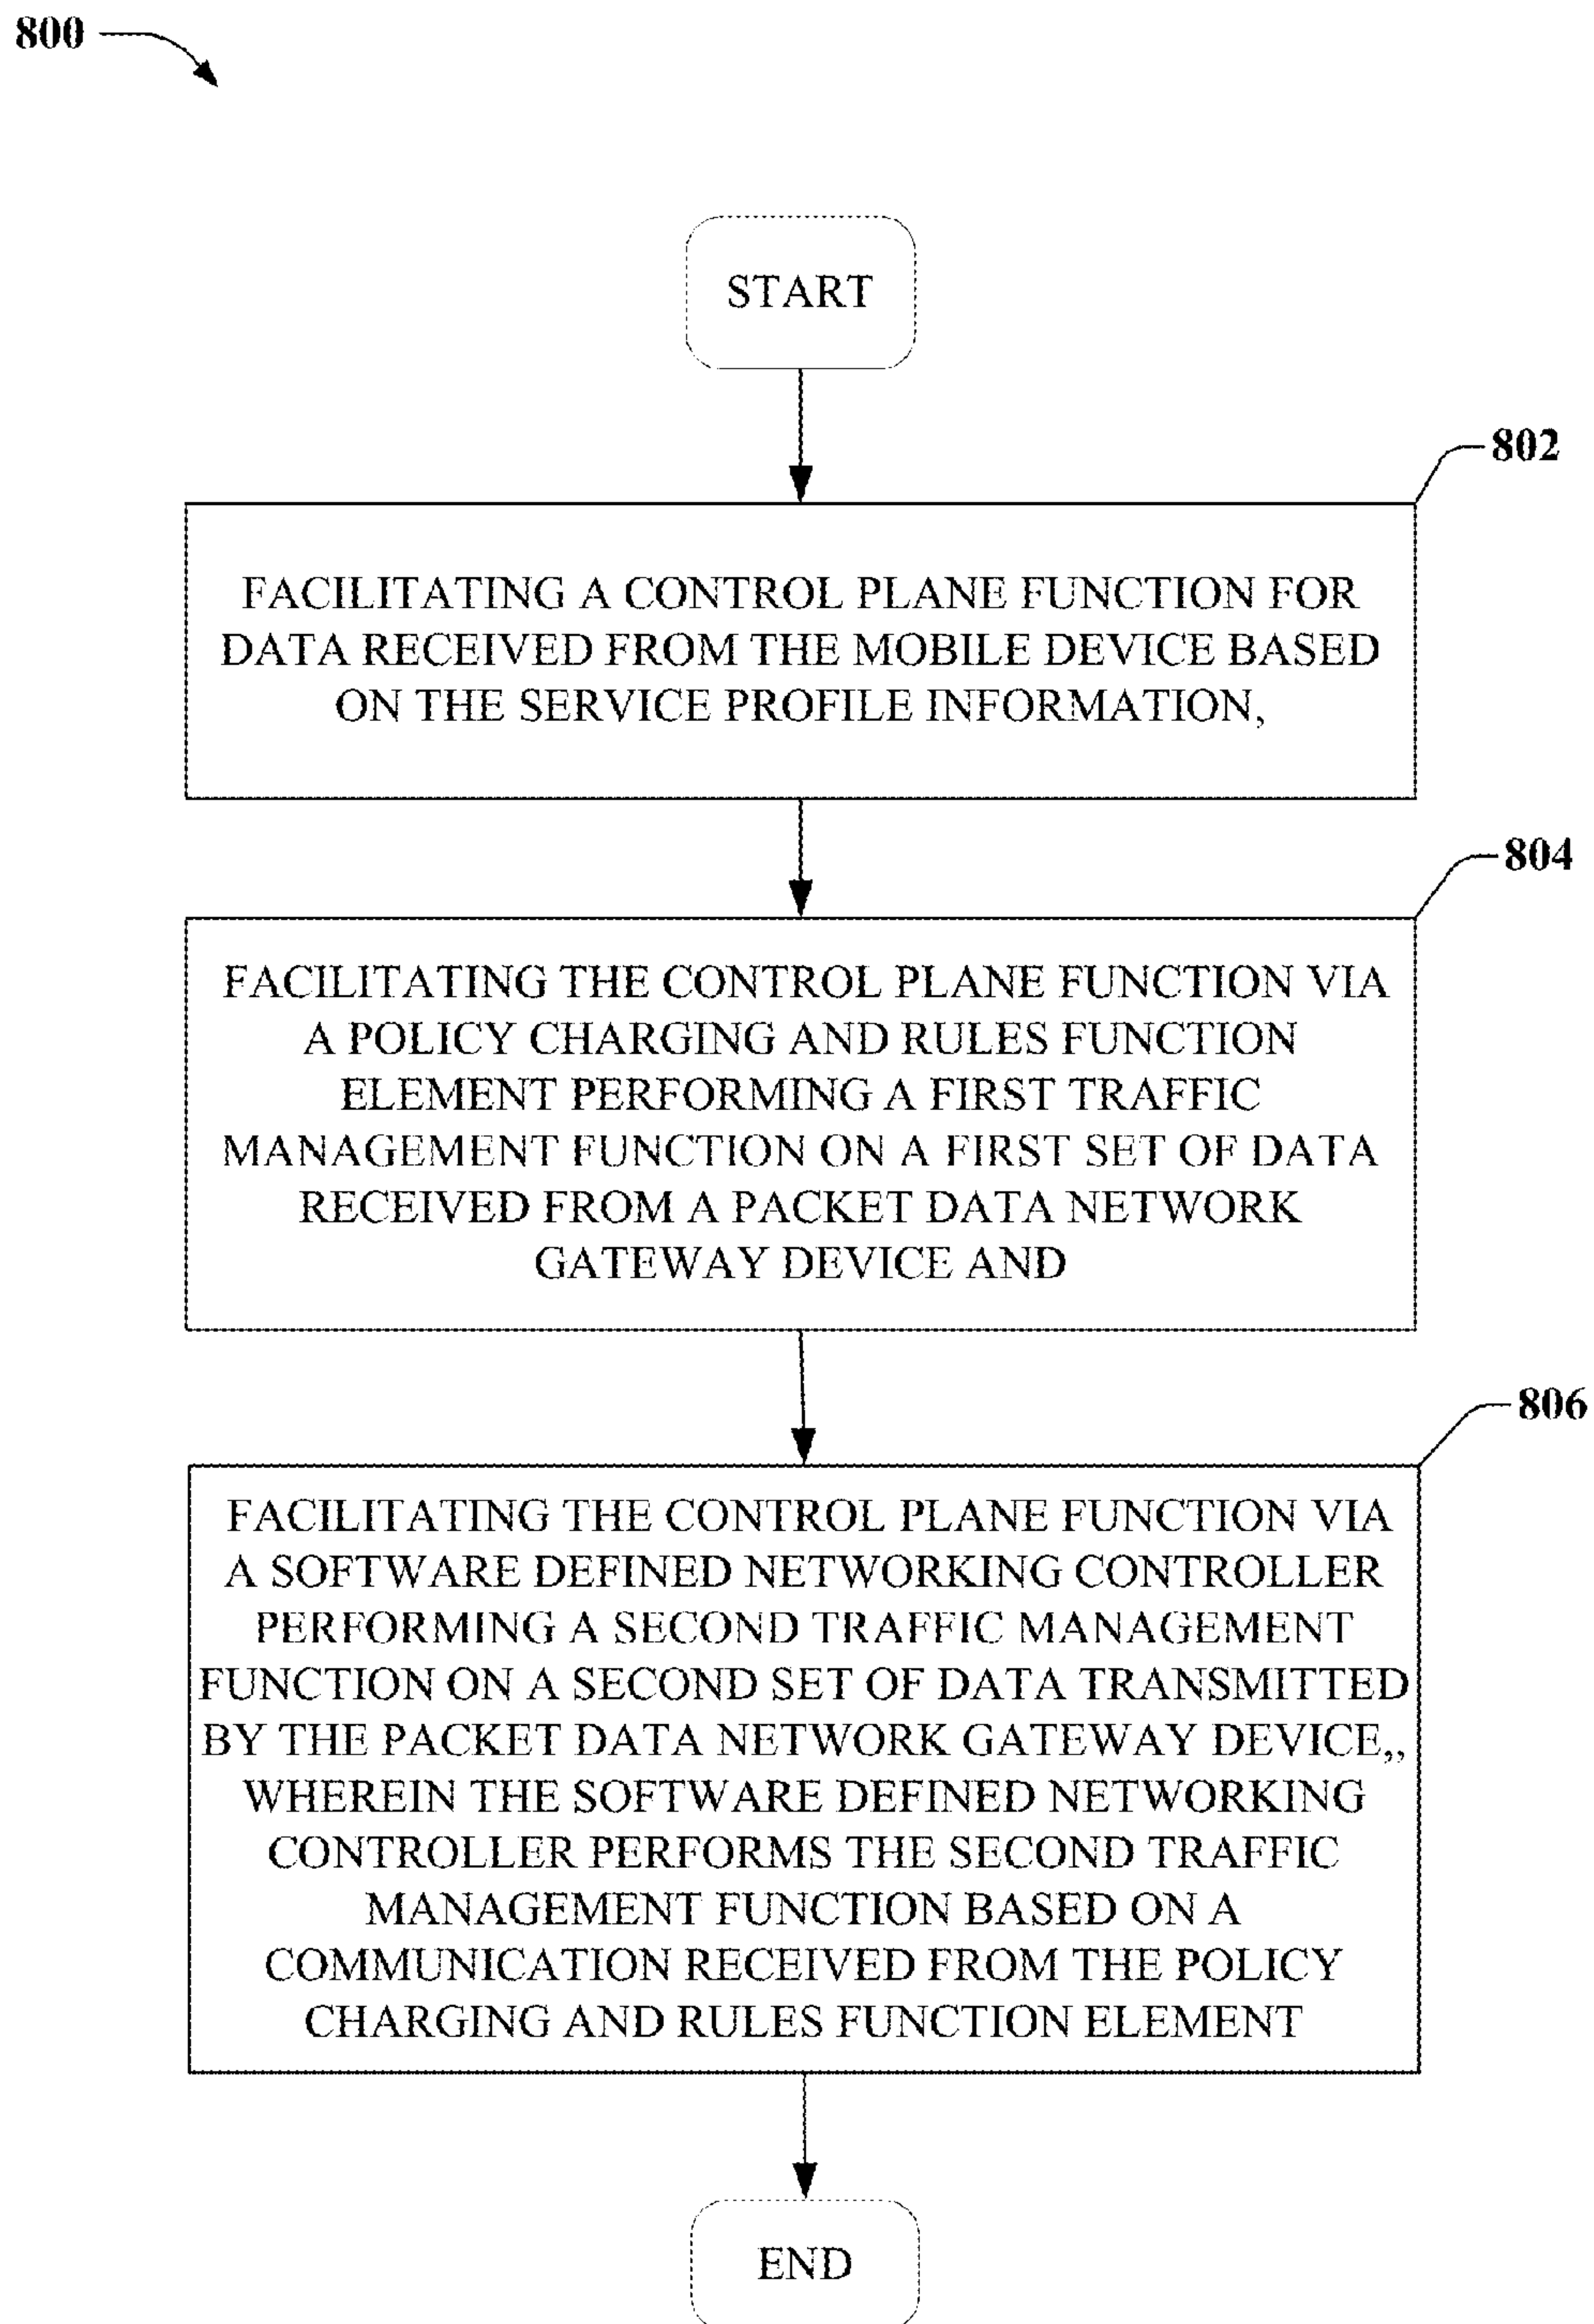 800
START
802
FACILITATING A CONTROL PLANE FUNCTION FOR
DATA RECEIVED FROM THE MOBILE DEVICE BASED
ON THE SERVICE PROFILE INFORMATION,
804
FACILITATING THE CONTROL PLANE FUNCTION VIA
A POLICY CHARGING AND RULES FUNCTION
ELEMENT PERFORMING A FIRST TRAFFIC
MANAGEMENT FUNCTION ON A FIRST SET OF DATA
RECEIVED FROM A PACKET DATA NETWORK
GATEWAY DEVICE AND
806
FACILITATING THE CONTROL PLANE FUNCTION VIA
A SOFTWARE DEFINED NETWORKING CONTROLLER
PERFORMING A SECOND TRAFFIC MANAGEMENT
FUNCTION ON A SECOND SET OF DATA TRANSMITTED
BY THE PACKET DATA NETWORK GATEWAY DEVICE,,
WHEREIN THE SOFTWARE DEFINED NETWORKING
CONTROLLER PERFORMS THE SECOND TRAFFIC
MANAGEMENT FUNCTION BASED ON A
COMMUNICATION RECEIVED FROM THE POLICY
CHARGING AND RULES FUNCTION ELEMENT
END